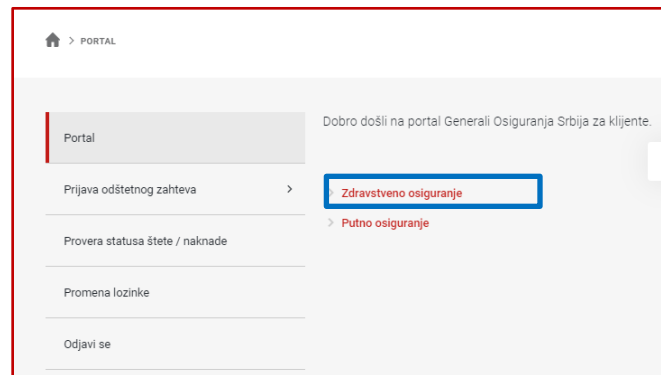 > PORTAL
Dobro došli na portal Generali Osiguranja Srbija za klijente.
Portal
Prijava odštetnog zahteva >
> Zdravstveno osiguranje
> Putno osiguranje
Provera statusa štete / naknade
Promena lozinke
Odjavi se